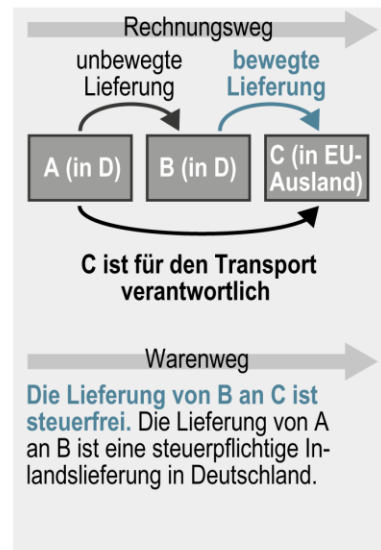 Rechnungsweg
unbewegte
Lieferung
bewegte
Lieferung
A (in D)
B (in D)
C (in EU-
Ausland)
C ist für den Transport
verantwortlich
Warenweg
Die Lieferung von B an C ist
steuerfrei. Die Lieferung von A
an B ist eine steuerpflichtige In-
landslieferung in Deutschland.